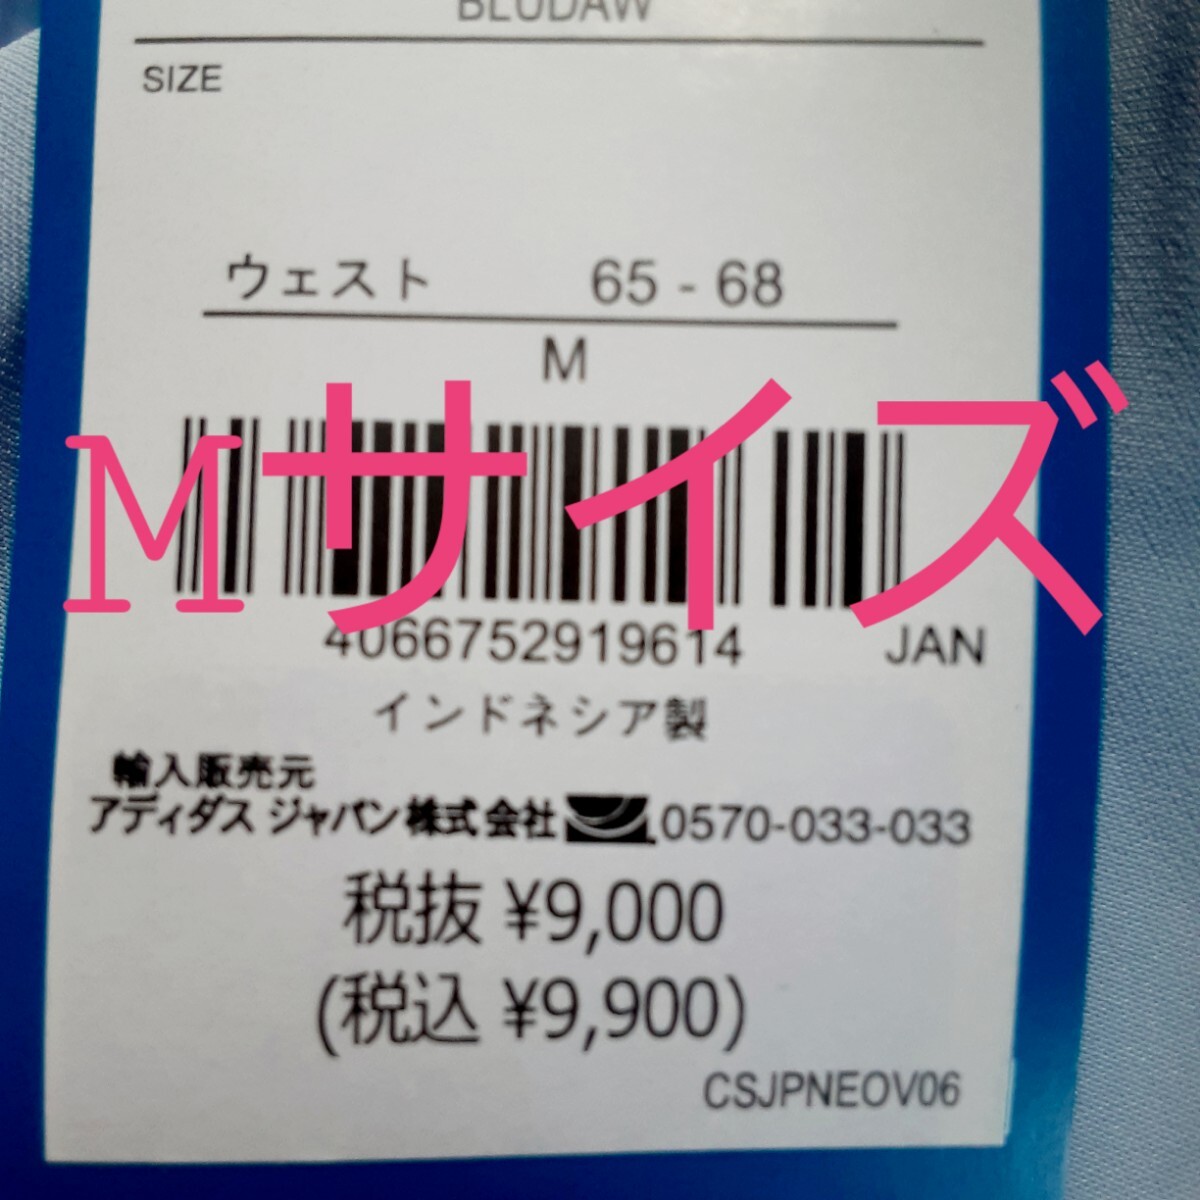 BLUDAW
SIZE
ウェスト 65 - 68
M
Mサイズ
4066752919614 JAN
インドネシア製
輸入販売元
アディダス ジャパン株式会社 0570-033-033
税抜 ¥9,000
(税込 ¥9,900)
CSJPNEOV06